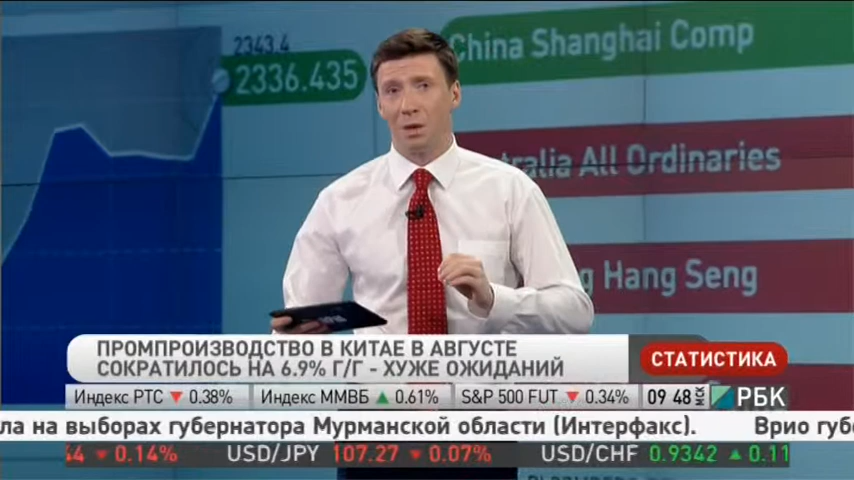 2343.4
2336.435
China Shanghai Comp
All Ordinaries
Hang Seng
ПРОМПРОИЗВОДСТВО В КИТАЕ В АВГУСТЕ
СОКРАТИЛОСЬ НА 6.9% Г/Г - ХУЖЕ ОЖИДАНИЙ
СТАТИСТИКА
Индекс РТС ▼ 0.38% Индекс ММВБ ▲ 0.61% S&P 500 FUT ▼ 0.34% 09 48 МСК РБК
на выборах губернатора Мурманской области (Интерфакс). Врио
▼ 0.14% USD/JPY 107.27 ▼ 0.07% USD/CHF 0.9342 ▲ 0.11